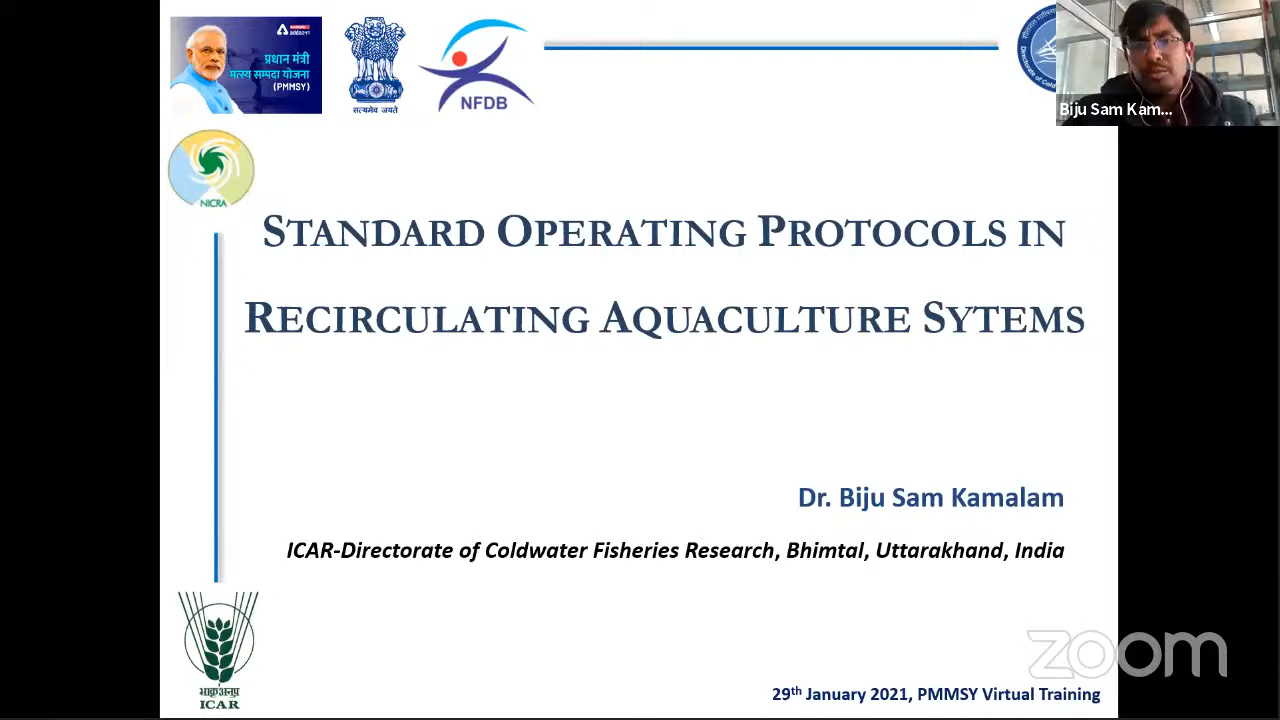 adda247
प्रधान मंत्री
मत्स्य सम्पदा योजना
(PMMSY)
सत्यमेव जयते
NFDB
Biju Sam Kam...
NICRA
STANDARD OPERATING PROTOCOLS IN
RECIRCULATING AQUACULTURE SYTEMS
Dr. Biju Sam Kamalam
ICAR-Directorate of Coldwater Fisheries Research, Bhimtal, Uttarakhand, India
भाकृअनुप
ICAR
zoom
29th January 2021, PMMSY Virtual Training